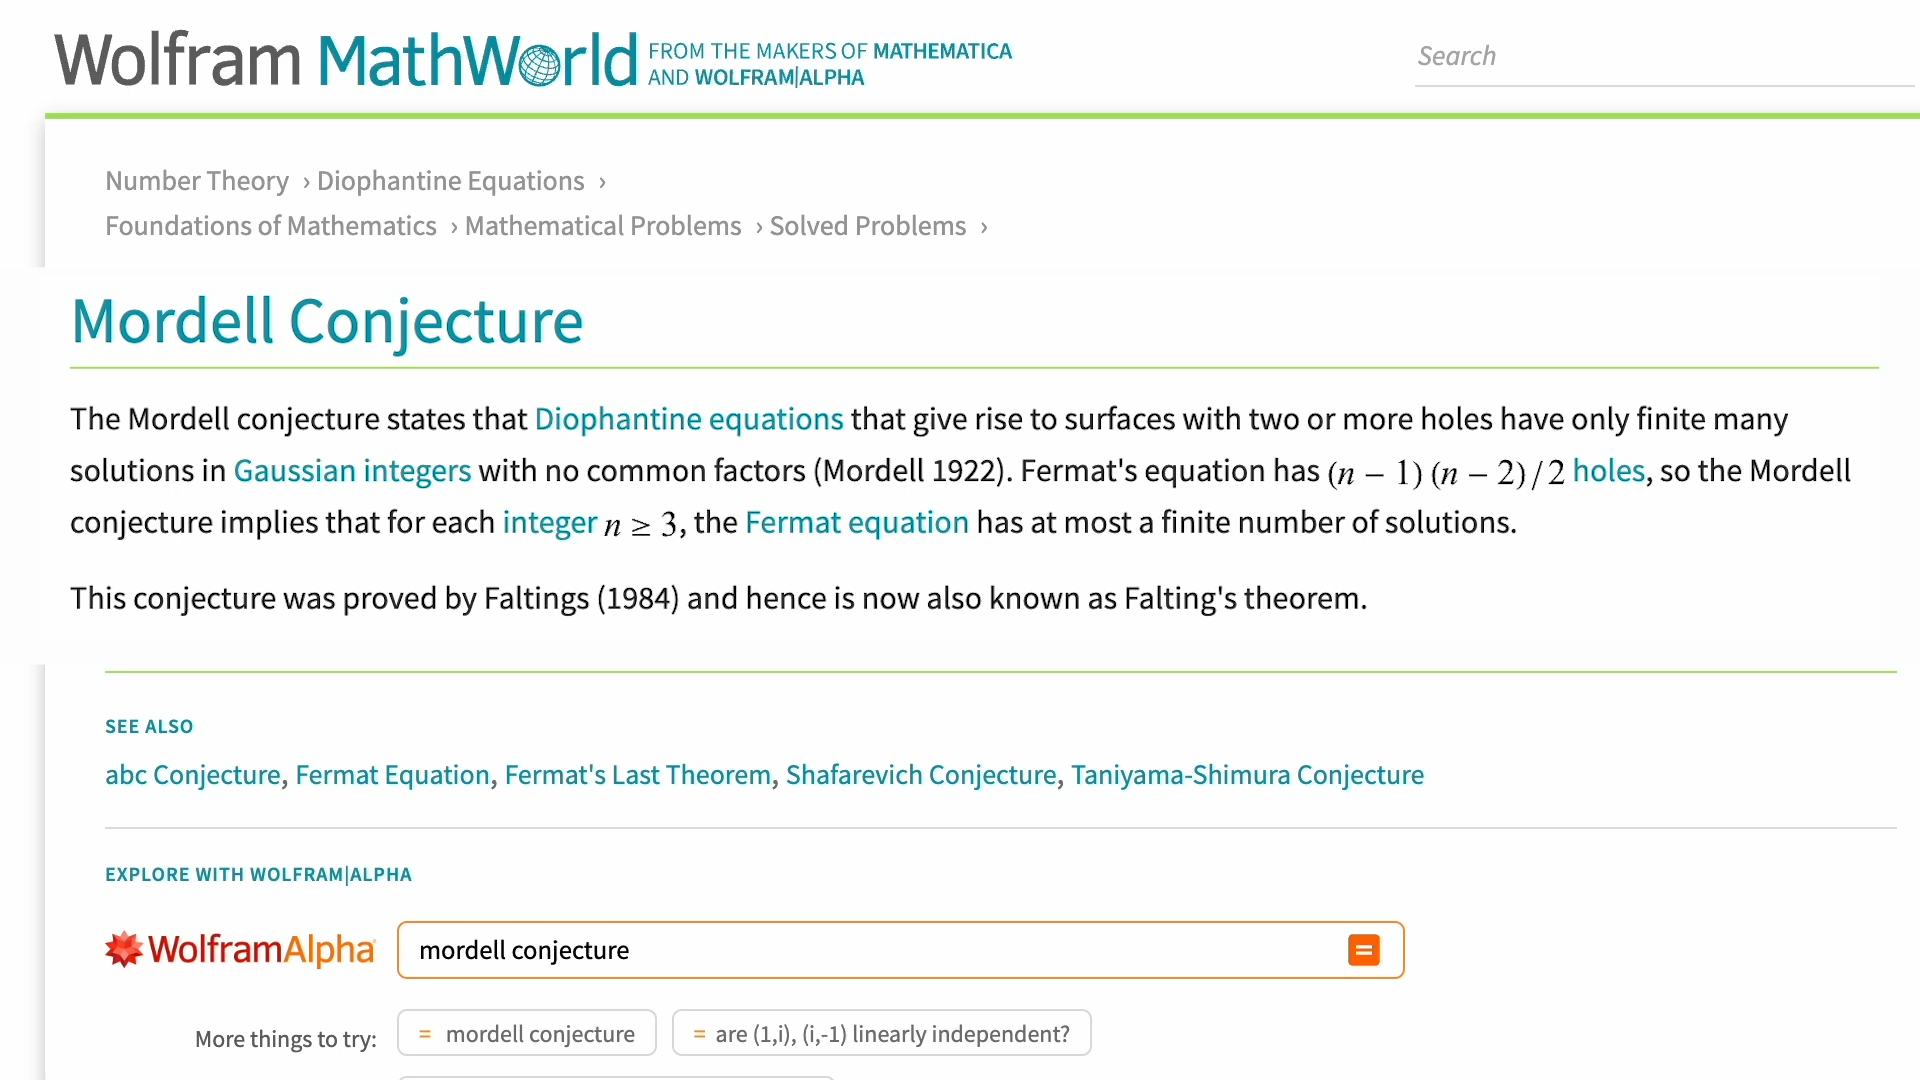 Wolfram MathWorld FROM THE MAKERS OF MATHEMATICA
AND WOLFRAM|ALPHA
Search
Number Theory › Diophantine Equations ›
Foundations of Mathematics › Mathematical Problems › Solved Problems ›
Mordell Conjecture
The Mordell conjecture states that Diophantine equations that give rise to surfaces with two or more holes have only finite many
solutions in Gaussian integers with no common factors (Mordell 1922). Fermat's equation has (n − 1) (n − 2)/2 holes, so the Mordell
conjecture implies that for each integer n ≥ 3, the Fermat equation has at most a finite number of solutions.
This conjecture was proved by Faltings (1984) and hence is now also known as Falting's theorem.
SEE ALSO
abc Conjecture, Fermat Equation, Fermat's Last Theorem, Shafarevich Conjecture, Taniyama-Shimura Conjecture
EXPLORE WITH WOLFRAM|ALPHA
WolframAlpha mordell conjecture =
More things to try: = mordell conjecture = are (1,i), (i,-1) linearly independent?